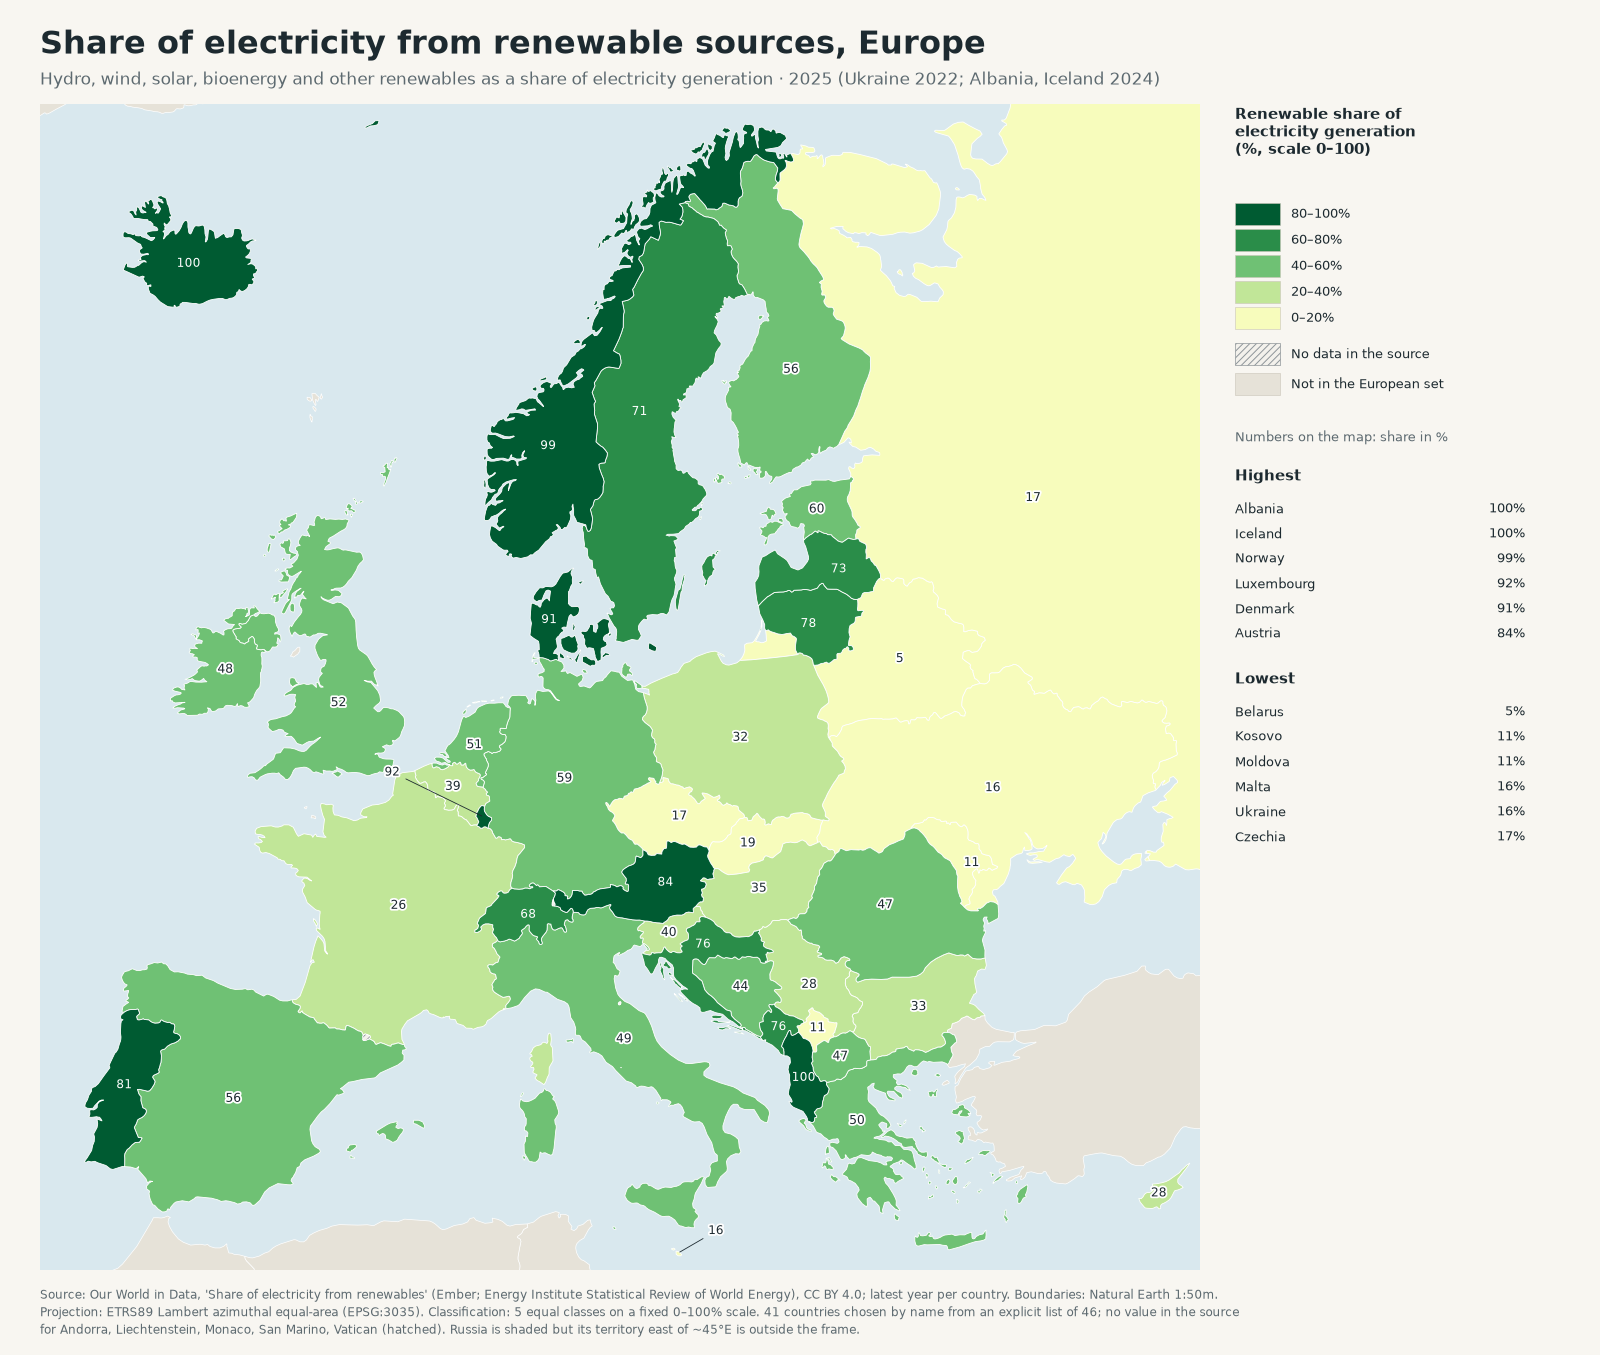 Share of electricity from renewable sources, Europe
Hydro, wind, solar, bioenergy and other renewables as a share of electricity generation · 2025 (Ukraine 2022; Albania, Iceland 2024)
Renewable share of
electricity generation
(%, scale 0–100)
80–100%
60–80%
40–60%
20–40%
0–20%
No data in the source
Not in the European set
Numbers on the map: share in %
Highest
Albania 100%
Iceland 100%
Norway 99%
Luxembourg 92%
Denmark 91%
Austria 84%
Lowest
Belarus 5%
Kosovo 11%
Moldova 11%
Malta 16%
Ukraine 16%
Czechia 17%
100
56
71
99
17
60
73
91
78
5
48
52
32
51
92
39
59
16
17
19
11
84
35
26
47
68
40
76
44
28
33
76
11
49
47
100
81
56
50
28
16
Source: Our World in Data, 'Share of electricity from renewables' (Ember; Energy Institute Statistical Review of World Energy), CC BY 4.0; latest year per country. Boundaries: Natural Earth 1:50m.
Projection: ETRS89 Lambert azimuthal equal-area (EPSG:3035). Classification: 5 equal classes on a fixed 0–100% scale. 41 countries chosen by name from an explicit list of 46; no value in the source
for Andorra, Liechtenstein, Monaco, San Marino, Vatican (hatched). Russia is shaded but its territory east of ~45°E is outside the frame.